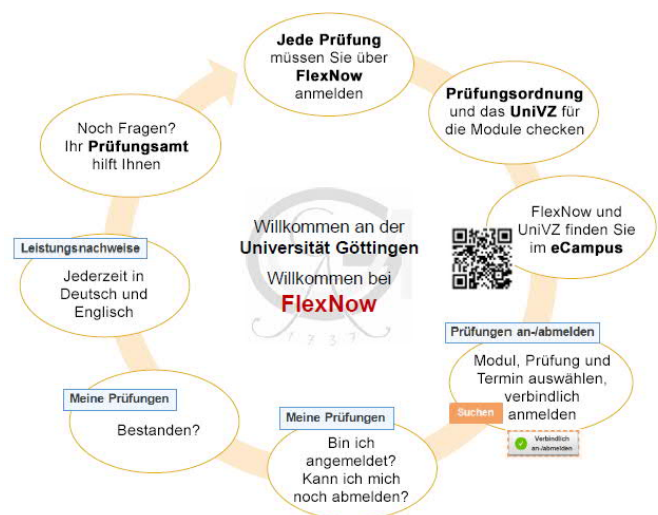 Jede Prüfung
müssen Sie über
FlexNow
anmelden
Prüfungsordnung
und das UniVZ für
die Module checken
FlexNow und
UniVZ finden Sie
im eCampus
Prüfungen an-/abmelden
Modul, Prüfung und
Termin auswählen,
verbindlich
anmelden
Suchen
Verbindlich
an-/abmelden
Meine Prüfungen
Bin ich
angemeldet?
Kann ich mich
noch abmelden?
Meine Prüfungen
Bestanden?
Leistungsnachweise
Jederzeit in
Deutsch und
Englisch
Noch Fragen?
Ihr Prüfungsamt
hilft Ihnen
Willkommen an der
Universität Göttingen
Willkommen bei
FlexNow
1737